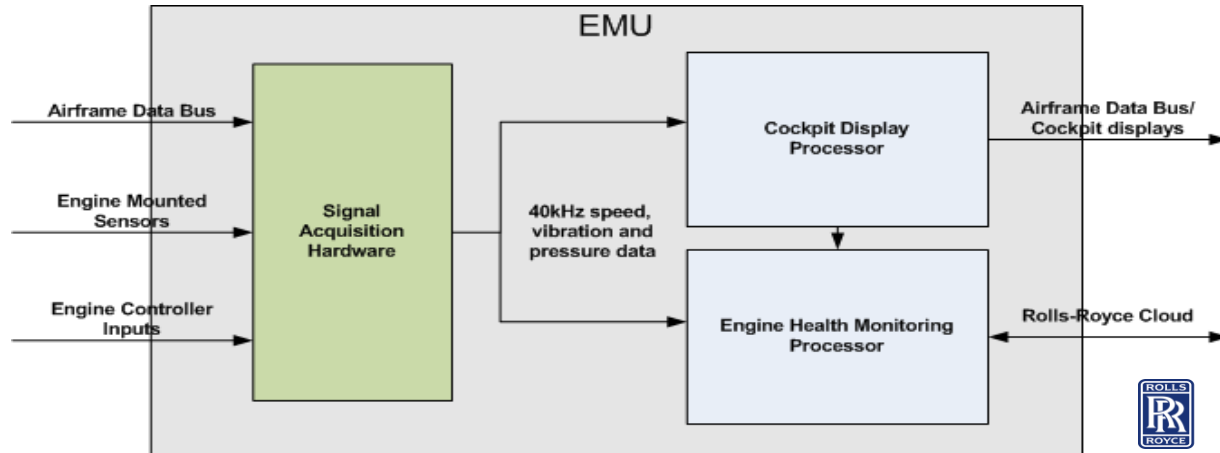 EMU
Airframe Data Bus
Engine Mounted
Sensors
Engine Controller
Inputs
Signal
Acquisition
Hardware
40kHz speed,
vibration and
pressure data
Cockpit Display
Processor
Engine Health Monitoring
Processor
Airframe Data Bus/
Cockpit displays
Rolls-Royce Cloud
ROLLS
RR
ROYCE